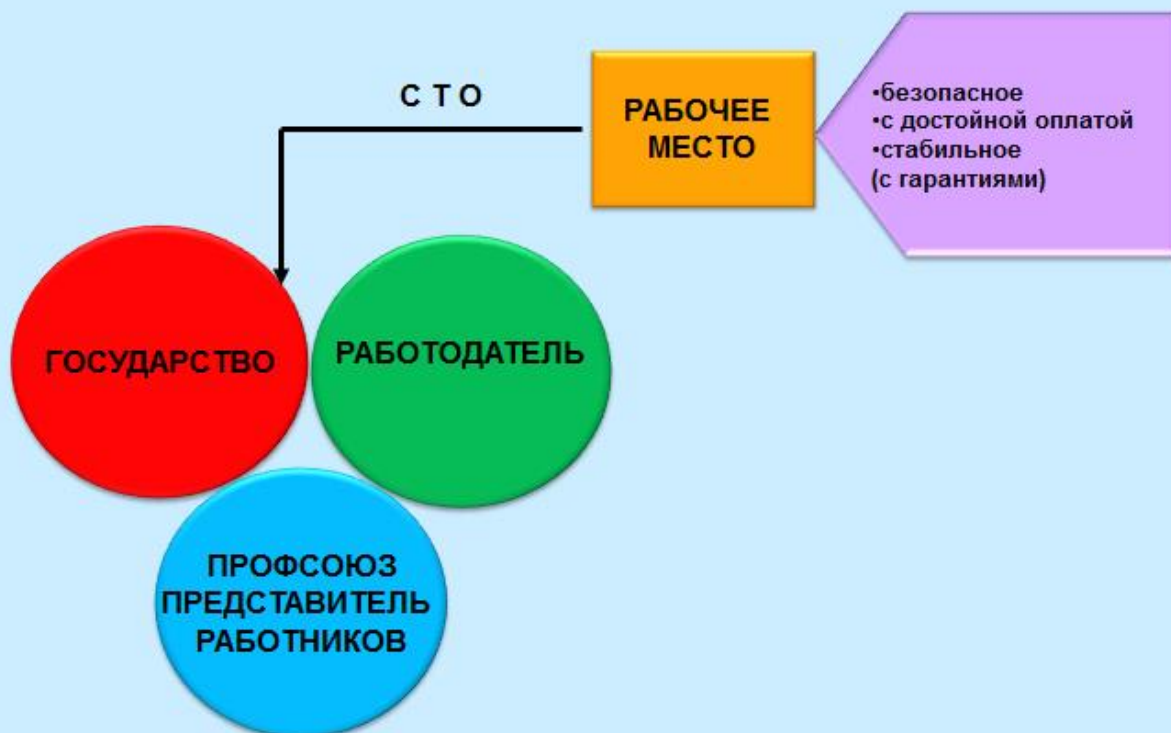 С Т О
РАБОЧЕЕ
МЕСТО
•безопасное
•с достойной оплатой
•стабильное
(с гарантиями)
ГОСУДАРСТВО
РАБОТОДАТЕЛЬ
ПРОФСОЮЗ
ПРЕДСТАВИТЕЛЬ
РАБОТНИКОВ